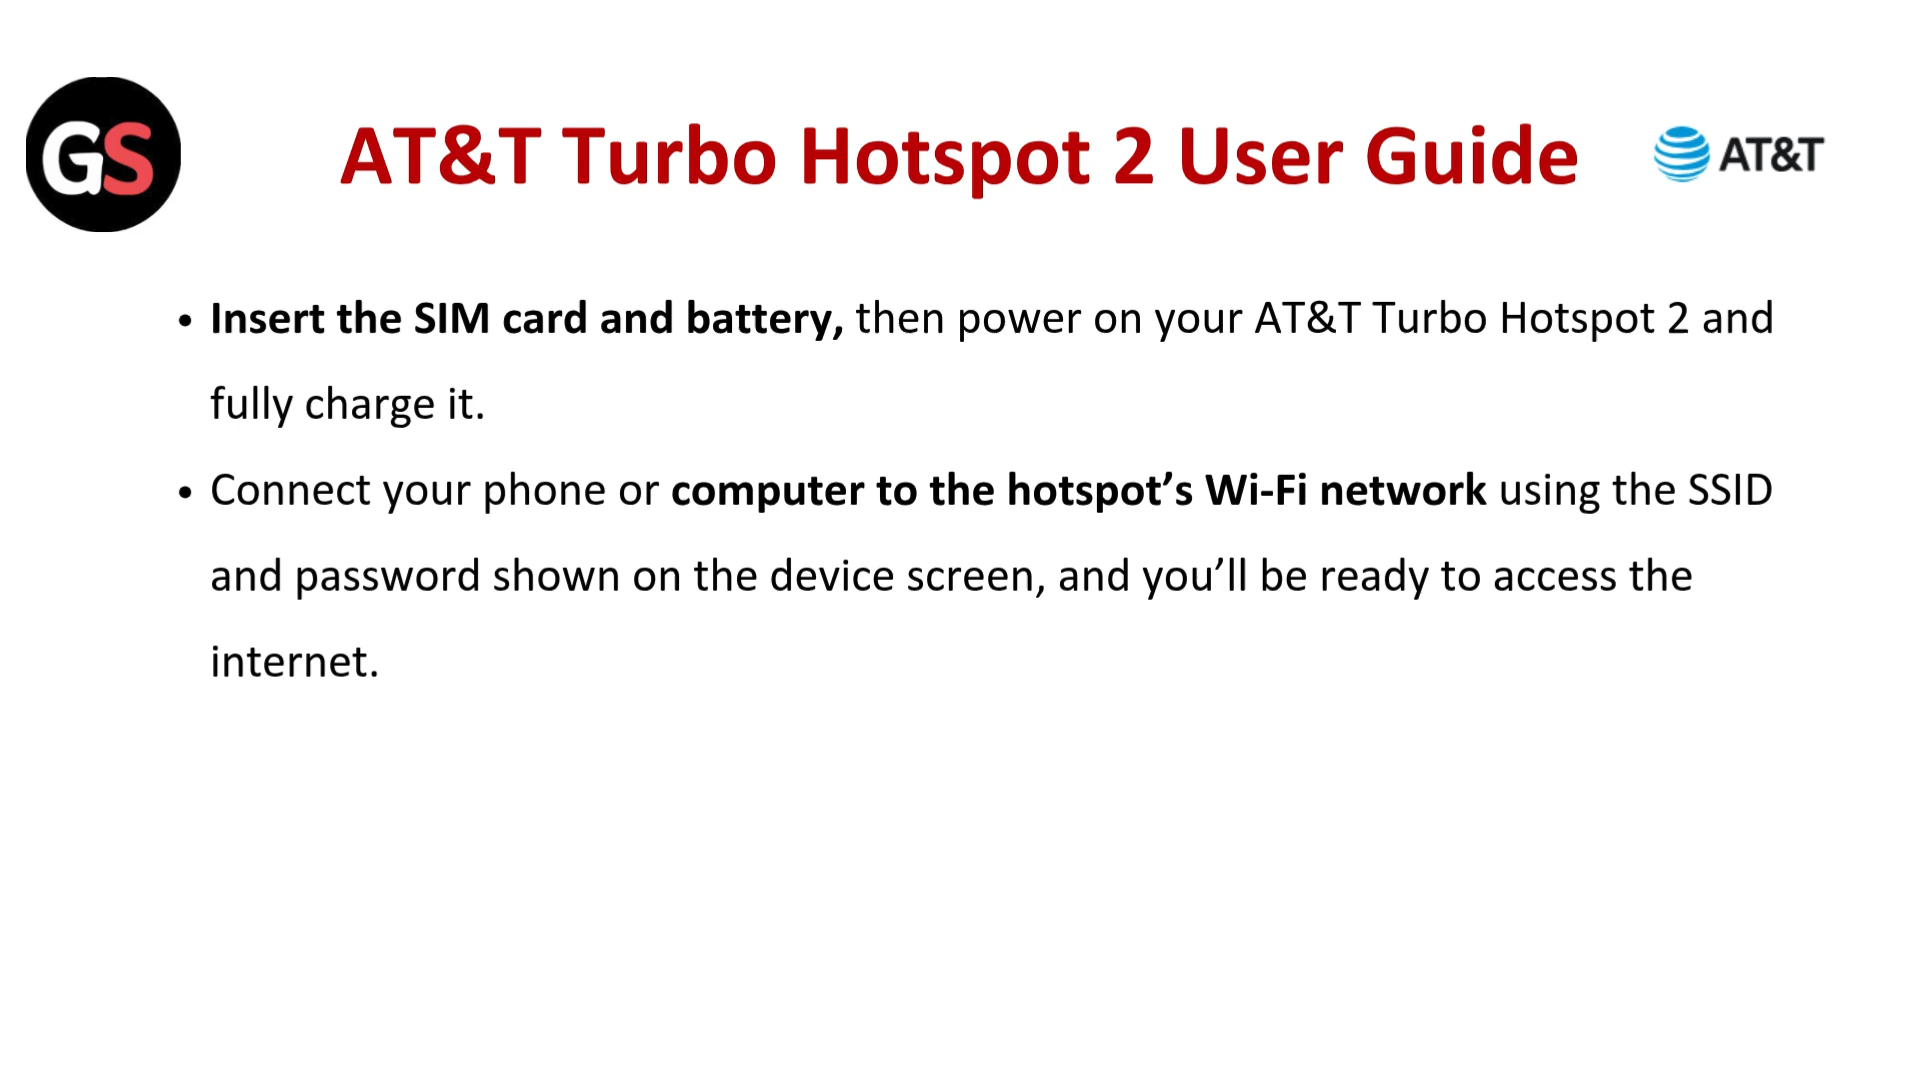 GS
AT&T Turbo Hotspot 2 User Guide
AT&T
• Insert the SIM card and battery, then power on your AT&T Turbo Hotspot 2 and
fully charge it.
• Connect your phone or computer to the hotspot’s Wi-Fi network using the SSID
and password shown on the device screen, and you’ll be ready to access the
internet.